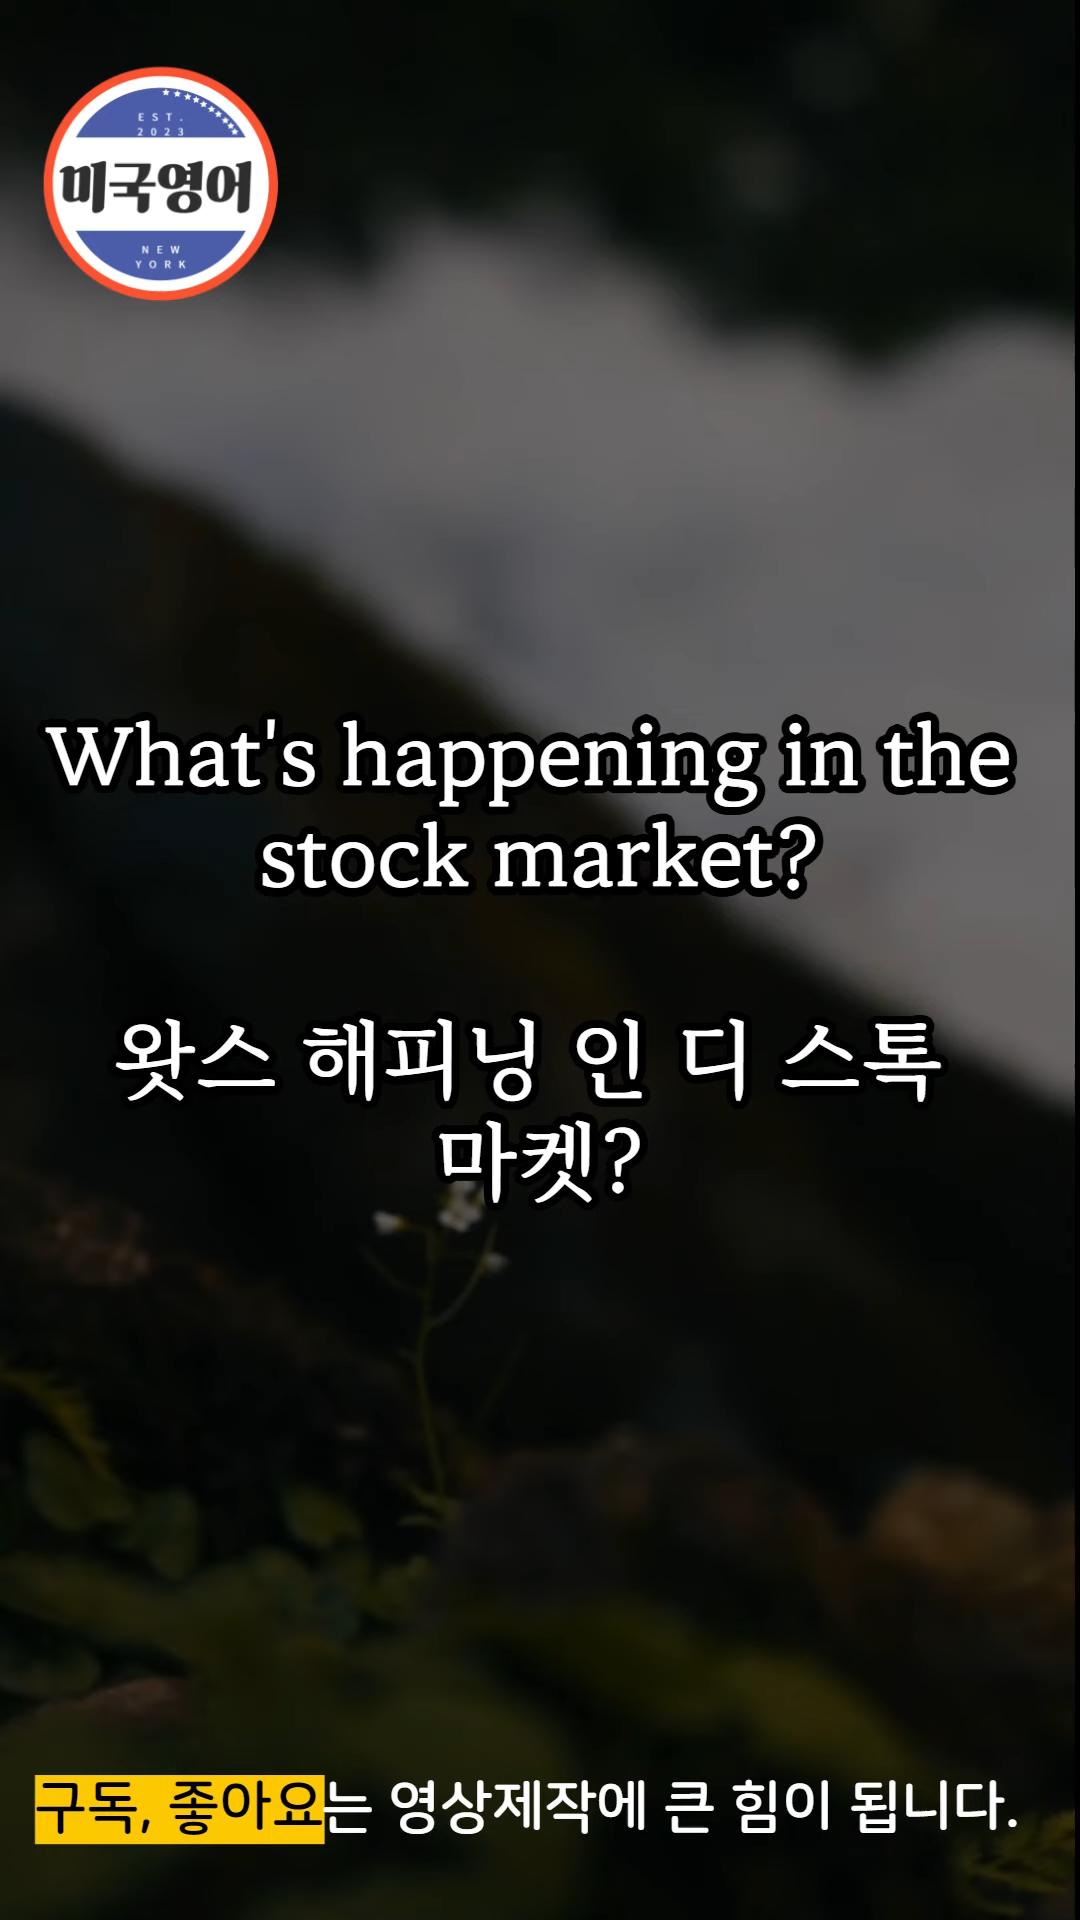 EST.
2023
미국영어
NEW
YORK
What's happening in the
stock market?
왓스 해피닝 인 디 스톡
마켓?
구독, 좋아요는 영상제작에 큰 힘이 됩니다.